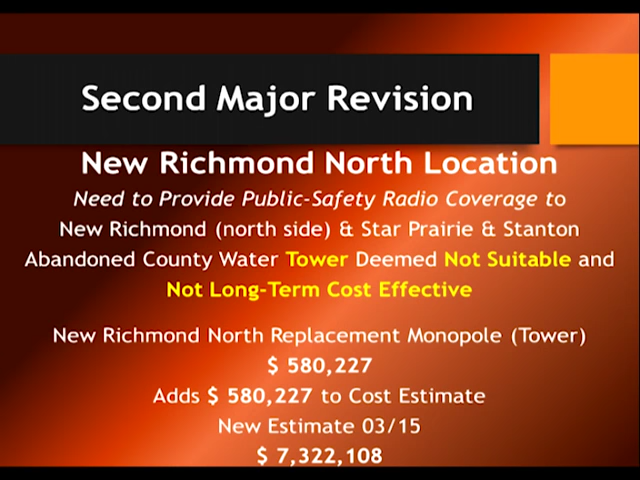 Second Major Revision
New Richmond North Location
Need to Provide Public-Safety Radio Coverage to
New Richmond (north side) & Star Prairie & Stanton
Abandoned County Water Tower Deemed Not Suitable and
Not Long-Term Cost Effective
New Richmond North Replacement Monopole (Tower)
$ 580,227
Adds $ 580,227 to Cost Estimate
New Estimate 03/15
$ 7,322,108